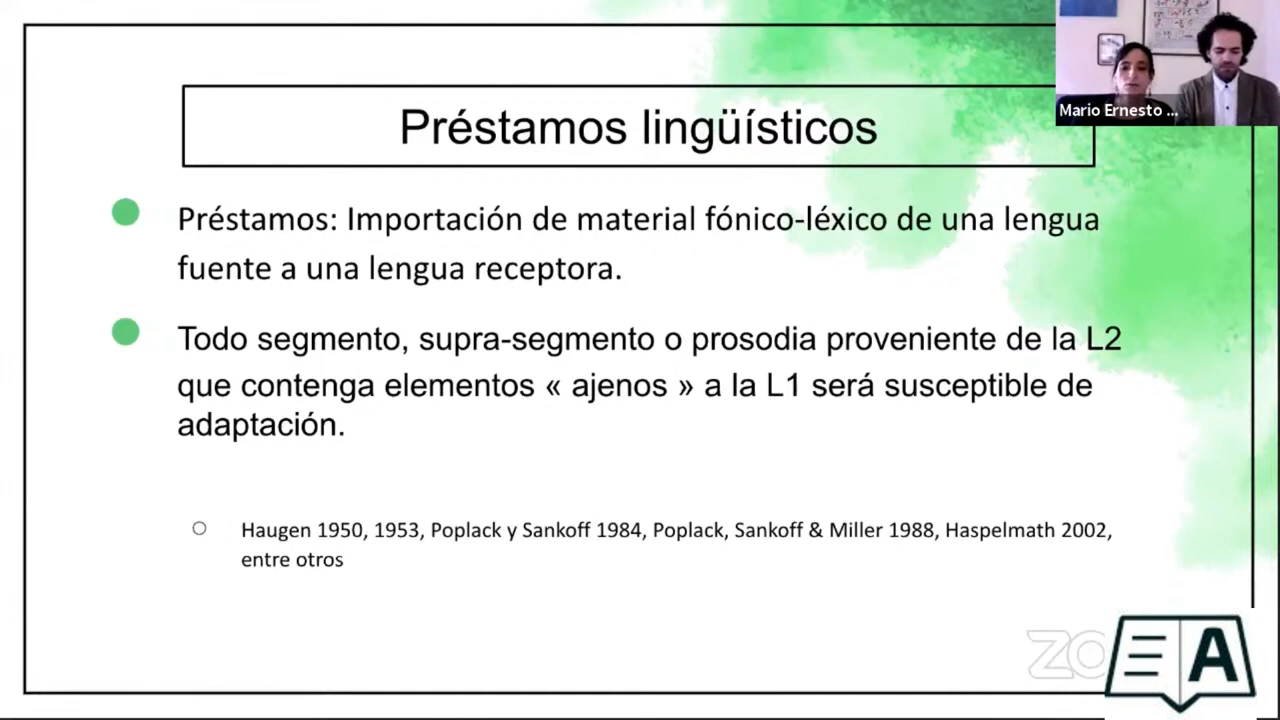 Préstamos lingüísticos
Mario Ernesto ...
Préstamos: Importación de material fónico-léxico de una lengua
fuente a una lengua receptora.
Todo segmento, supra-segmento o prosodia proveniente de la L2
que contenga elementos « ajenos » a la L1 será susceptible de
adaptación.
Haugen 1950, 1953, Poplack y Sankoff 1984, Poplack, Sankoff & Miller 1988, Haspelmath 2002,
entre otros
A